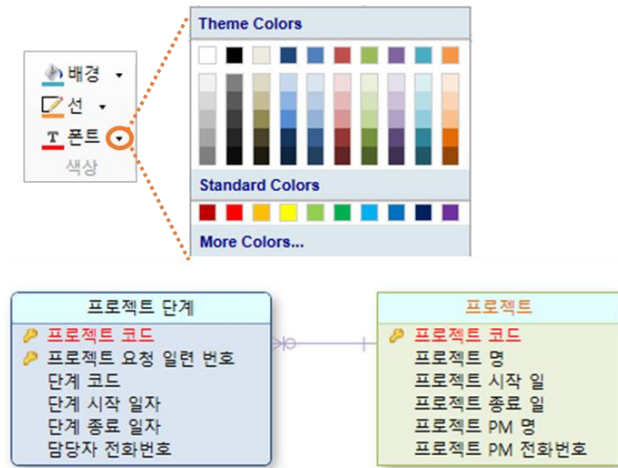 Theme Colors
배경
선
T 폰트
색상
Standard Colors
More Colors...
프로젝트 단계
프로젝트 코드
프로젝트 요청 일련 번호
단계 코드
단계 시작 일자
단계 종료 일자
담당자 전화번호
프로젝트
프로젝트 코드
프로젝트 명
프로젝트 시작 일
프로젝트 종료 일
프로젝트 PM 명
프로젝트 PM 전화번호